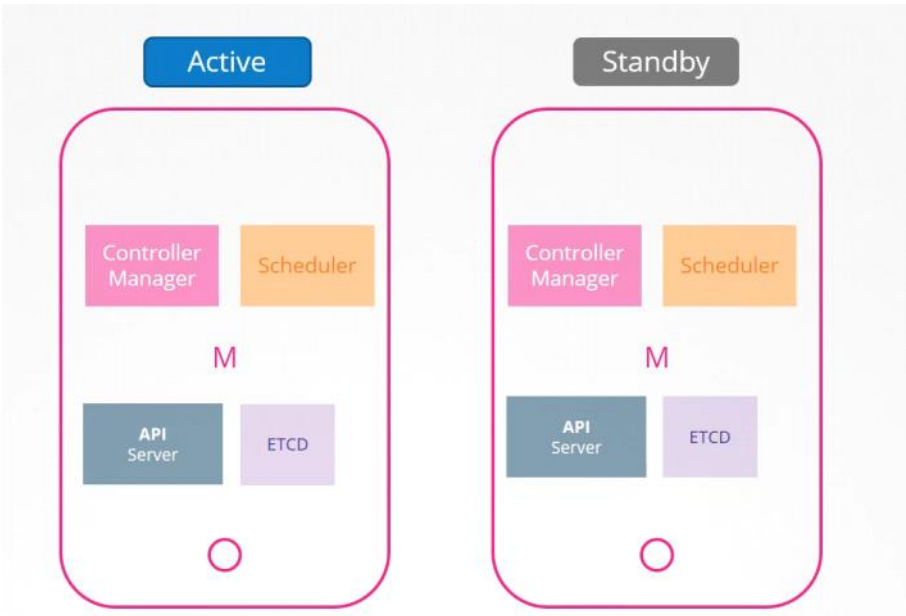 Active
Standby
Controller
Manager
Scheduler
Controller
Manager
Scheduler
M
M
API
Server
ETCD
API
Server
ETCD